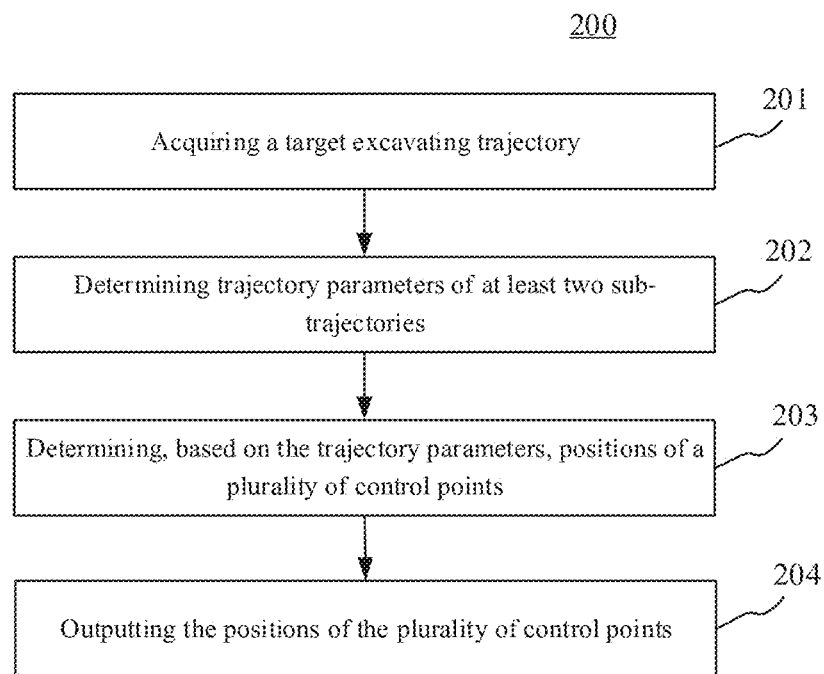 200
201
Acquiring a target excavating trajectory
202
Determining trajectory parameters of at least two sub-
trajectories
203
Determining, based on the trajectory parameters, positions of a
plurality of control points
204
Outputting the positions of the plurality of control points